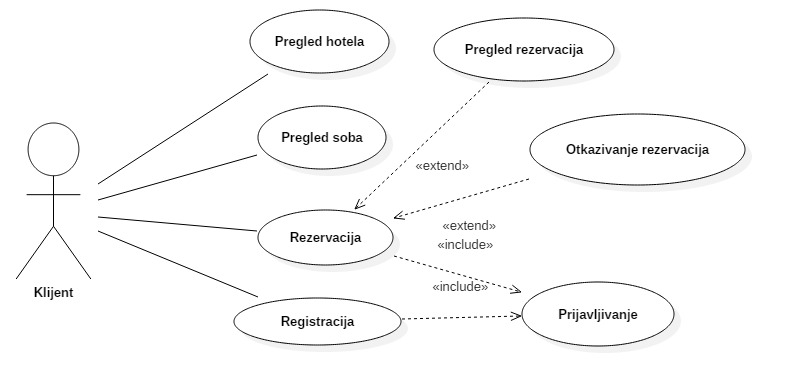 Pregled hotela
Pregled rezervacija
Pregled soba
Otkazivanje rezervacija
«extend»
Rezervacija
«extend»
«include»
«include»
Klijent
Registracija
Prijavljivanje